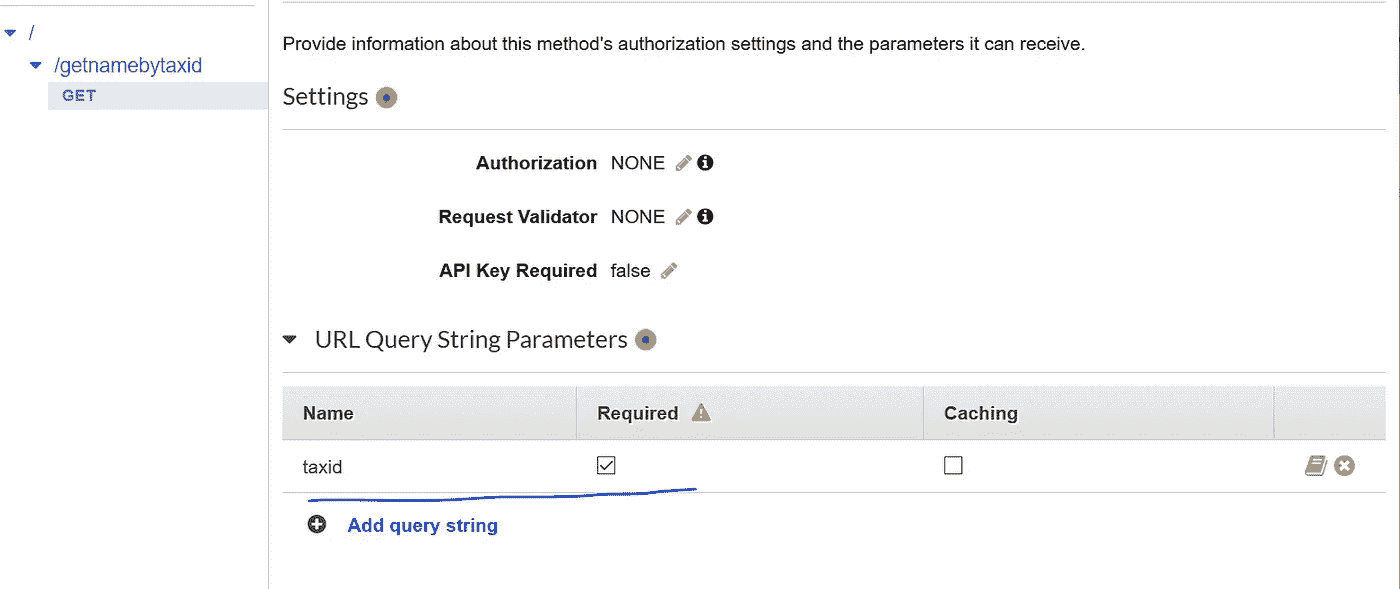 /
/getnamebytaxid
GET
Provide information about this method's authorization settings and the parameters it can receive.
Settings
Authorization NONE
Request Validator NONE
API Key Required false
URL Query String Parameters
Name Required Caching
taxid
Add query string